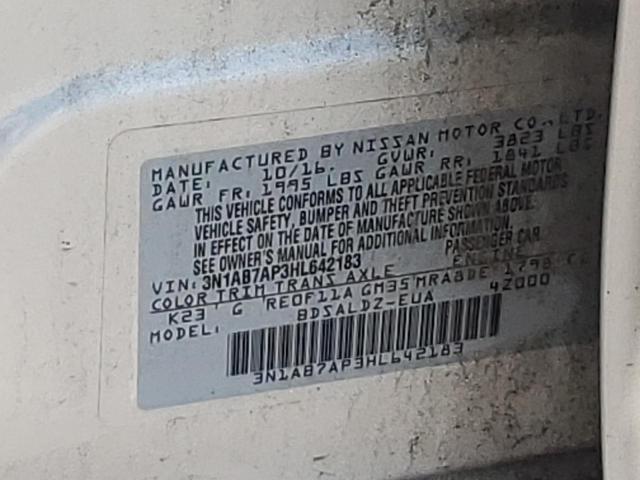 MANUFACTURED BY NISSAN MOTOR CO., LTD.
DATE: 10/16. GVWR: 3823 LBS
GAWR FR: 1995 LBS GAWR RR: 1841 LBS
THIS VEHICLE CONFORMS TO ALL APPLICABLE FEDERAL MOTOR
VEHICLE SAFETY, BUMPER AND THEFT PREVENTION STANDARDS
IN EFFECT ON THE DATE OF MANUFACTURE SHOWN ABOVE.
SEE OWNER'S MANUAL FOR ADDITIONAL INFORMATION
VIN: 3N1AB7AP3HL642183 PASSENGER CAR
COLOR TRIM TRANS AXLE ENGINE
K23 G RE0F11A GM35 MRA8DE 1798 CC
MODEL: BDSALDZ-EUA 4Z000
3N1AB7AP3HL642183